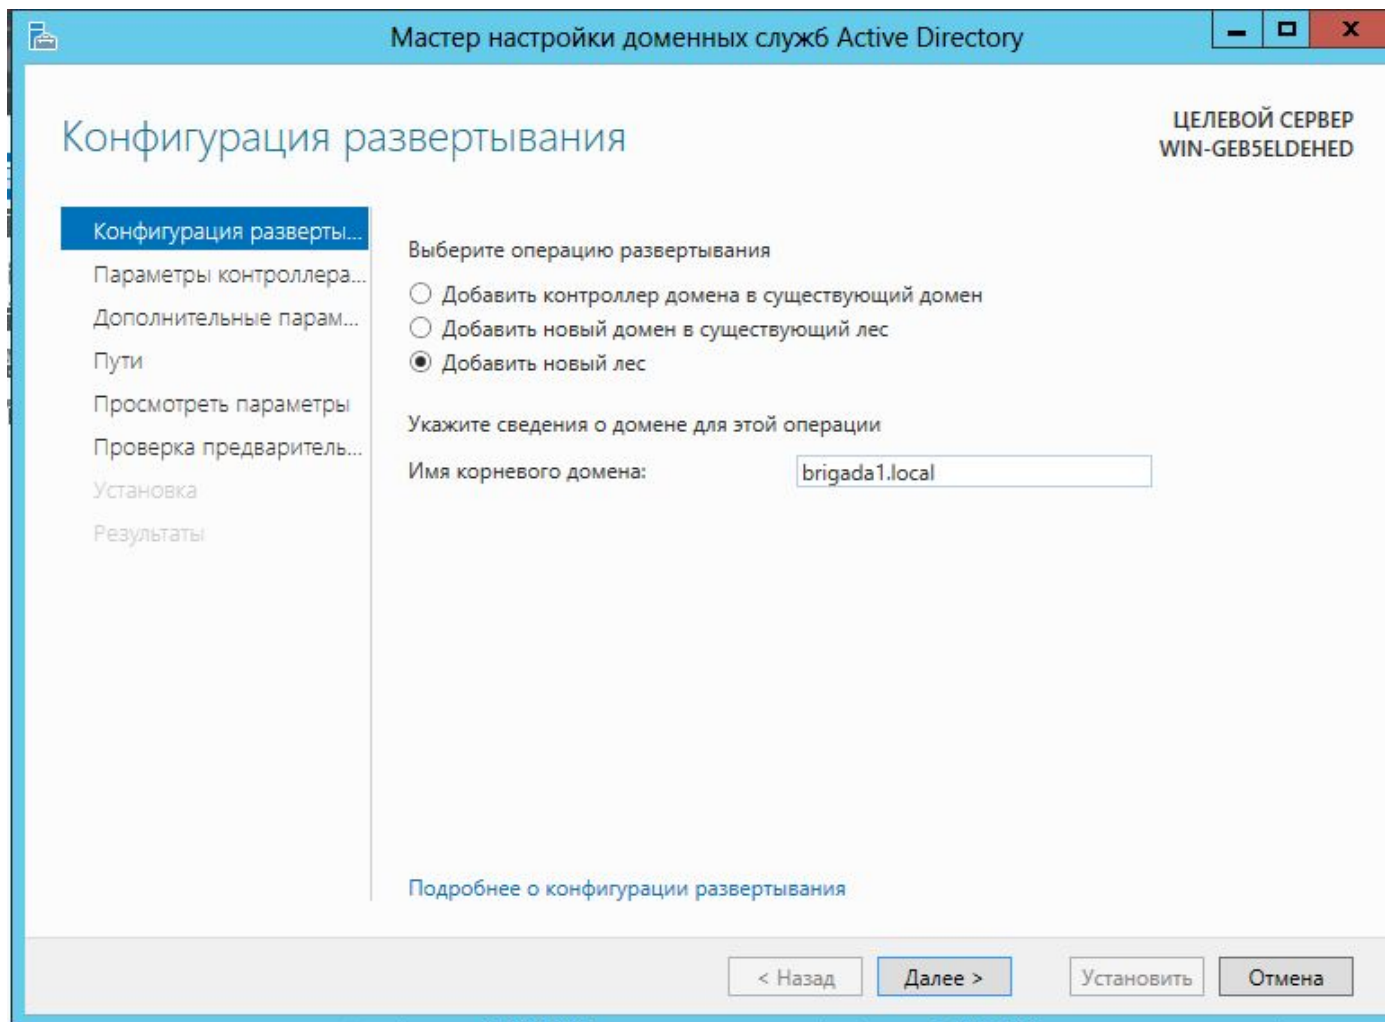 Мастер настройки доменных служб Active Directory
Конфигурация развертывания
ЦЕЛЕВОЙ СЕРВЕР
WIN-GEB5ELDEHED
Конфигурация разверты...
Параметры контроллера...
Дополнительные парам...
Пути
Просмотреть параметры
Проверка предваритель...
Установка
Результаты
Выберите операцию развертывания
Добавить контроллер домена в существующий домен
Добавить новый домен в существующий лес
Добавить новый лес
Укажите сведения о домене для этой операции
Имя корневого домена: brigada1.local
Подробнее о конфигурации развертывания
< Назад Далее > Установить Отмена